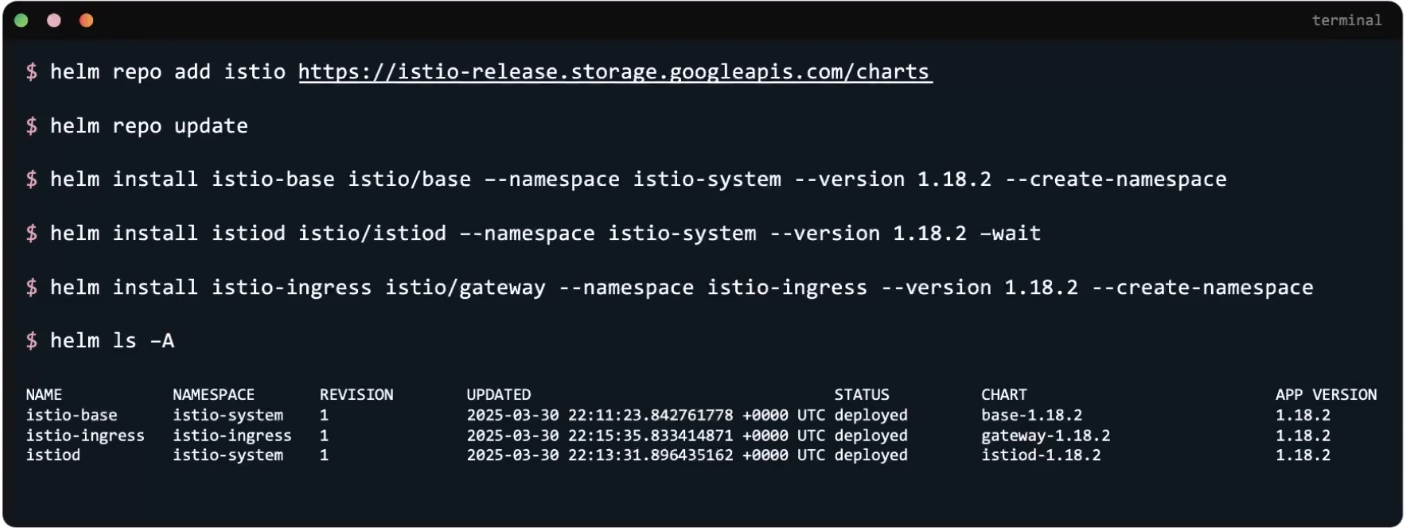 terminal
$ helm repo add istio https://istio-release.storage.googleapis.com/charts
$ helm repo update
$ helm install istio-base istio/base –-namespace istio-system --version 1.18.2 --create-namespace
$ helm install istiod istio/istiod –-namespace istio-system --version 1.18.2 –wait
$ helm install istio-ingress istio/gateway --namespace istio-ingress --version 1.18.2 --create-namespace
$ helm ls –A
NAME NAMESPACE REVISION UPDATED STATUS CHART APP VERSION
istio-base istio-system 1 2025-03-30 22:11:23.842761778 +0000 UTC deployed base-1.18.2 1.18.2
istio-ingress istio-ingress 1 2025-03-30 22:15:35.833414871 +0000 UTC deployed gateway-1.18.2 1.18.2
istiod istio-system 1 2025-03-30 22:13:31.896435162 +0000 UTC deployed istiod-1.18.2 1.18.2